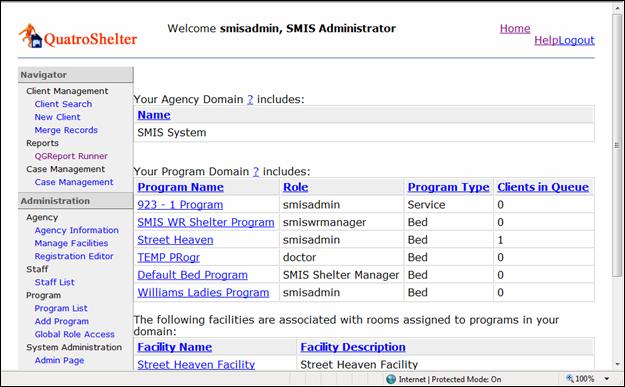 QuatroShelter
Welcome smisadmin, SMIS Administrator
Home
HelpLogout
Navigator
Client Management
Client Search
New Client
Merge Records
Reports
QGReport Runner
Case Management
Case Management
Administration
Agency
Agency Information
Manage Facilities
Registration Editor
Staff
Staff List
Program
Program List
Add Program
Global Role Access
System Administration
Admin Page
Your Agency Domain ? includes:
Name
SMIS System
Your Program Domain ? includes:
Program Name Role Program Type Clients in Queue
923 - 1 Program smisadmin Service 0
SMIS WR Shelter Program smiswrmanager Bed 0
Street Heaven smisadmin Bed 1
TEMP PRogr doctor Bed 0
Default Bed Program SMIS Shelter Manager Bed 0
Williams Ladies Program smisadmin Bed 0
The following facilities are associated with rooms assigned to programs in your
domain:
Facility Name Facility Description
Street Heaven Facility Street Heaven Facility
Internet | Protected Mode: On 100%